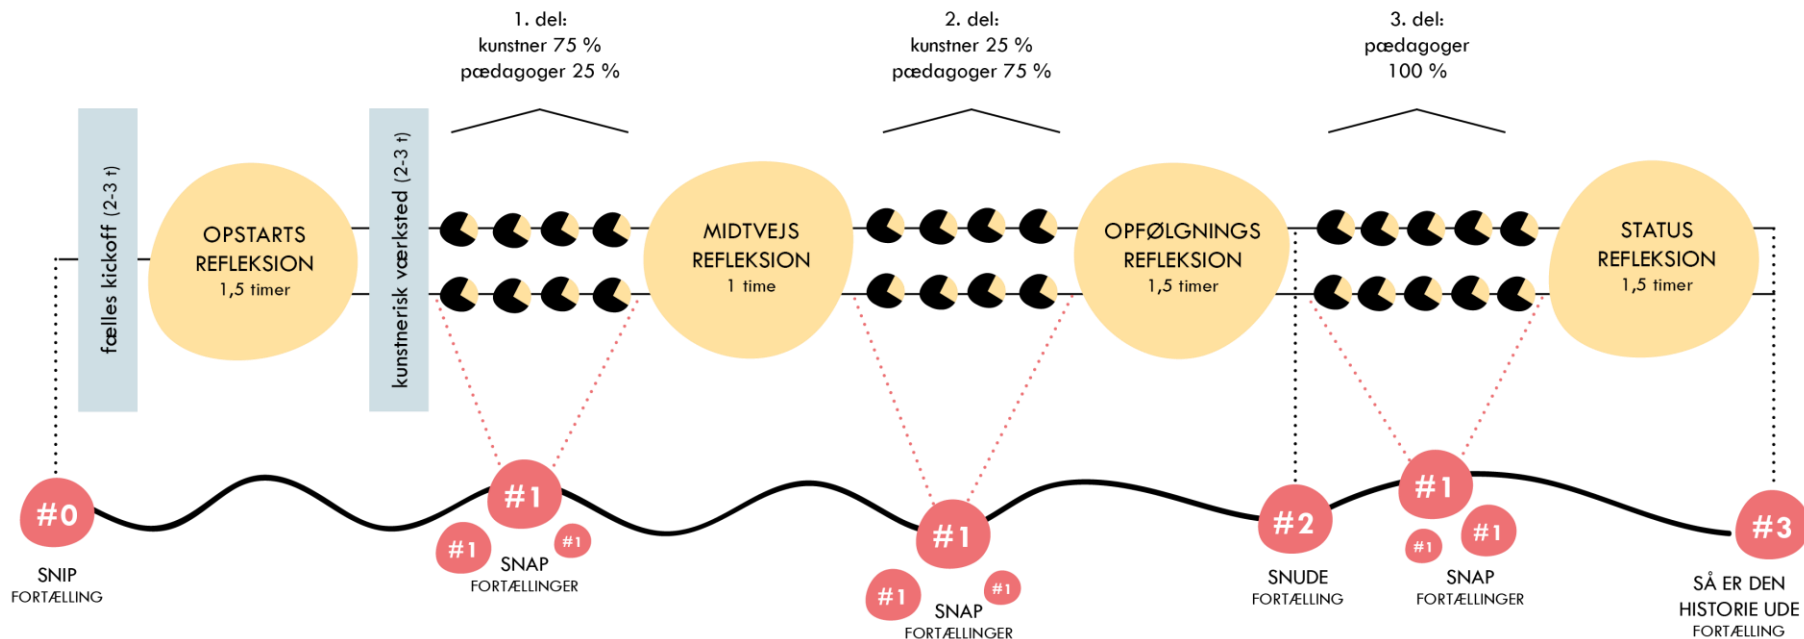 1. del:
kunstner 75 %
pædagoger 25 %
2. del:
kunstner 25 %
pædagoger 75 %
3. del:
pædagoger
100 %
fælles kickoff (2-3 t)
OPSTARTS
REFLEKSION
1,5 timer
kunstnerisk værksted (2-3 t)
MIDTVEJS
REFLEKSION
1 time
OPFØLGNINGS
REFLEKSION
1,5 timer
STATUS
REFLEKSION
1,5 timer
#0
SNIP
FORTÆLLING
#1
#1
#1
SNAP
FORTÆLLINGER
#1
#1
#1
SNAP
FORTÆLLINGER
#2
SNUDE
FORTÆLLING
#1
#1
#1
SNAP
FORTÆLLINGER
#3
SÅ ER DEN
HISTORIE UDE
FORTÆLLING